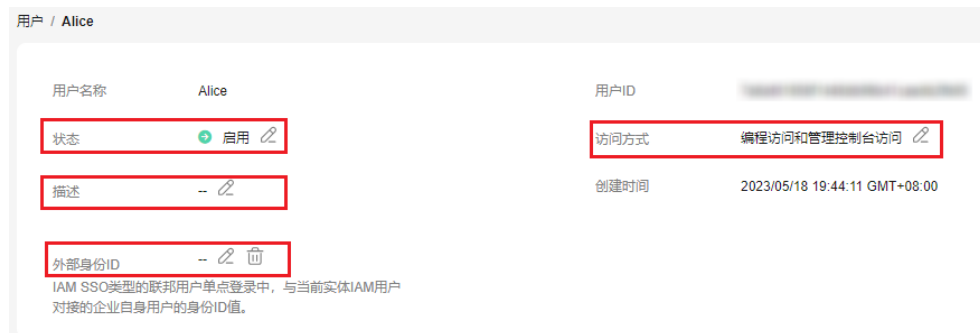 用户 / Alice
用户名称 Alice 用户ID
状态 启用 访问方式 编程访问和管理控制台访问
描述 -- 创建时间 2023/05/18 19:44:11 GMT+08:00
外部身份ID --
IAM SSO类型的联邦用户单点登录中，与当前实体IAM用户
对接的企业自身用户的身份ID值。